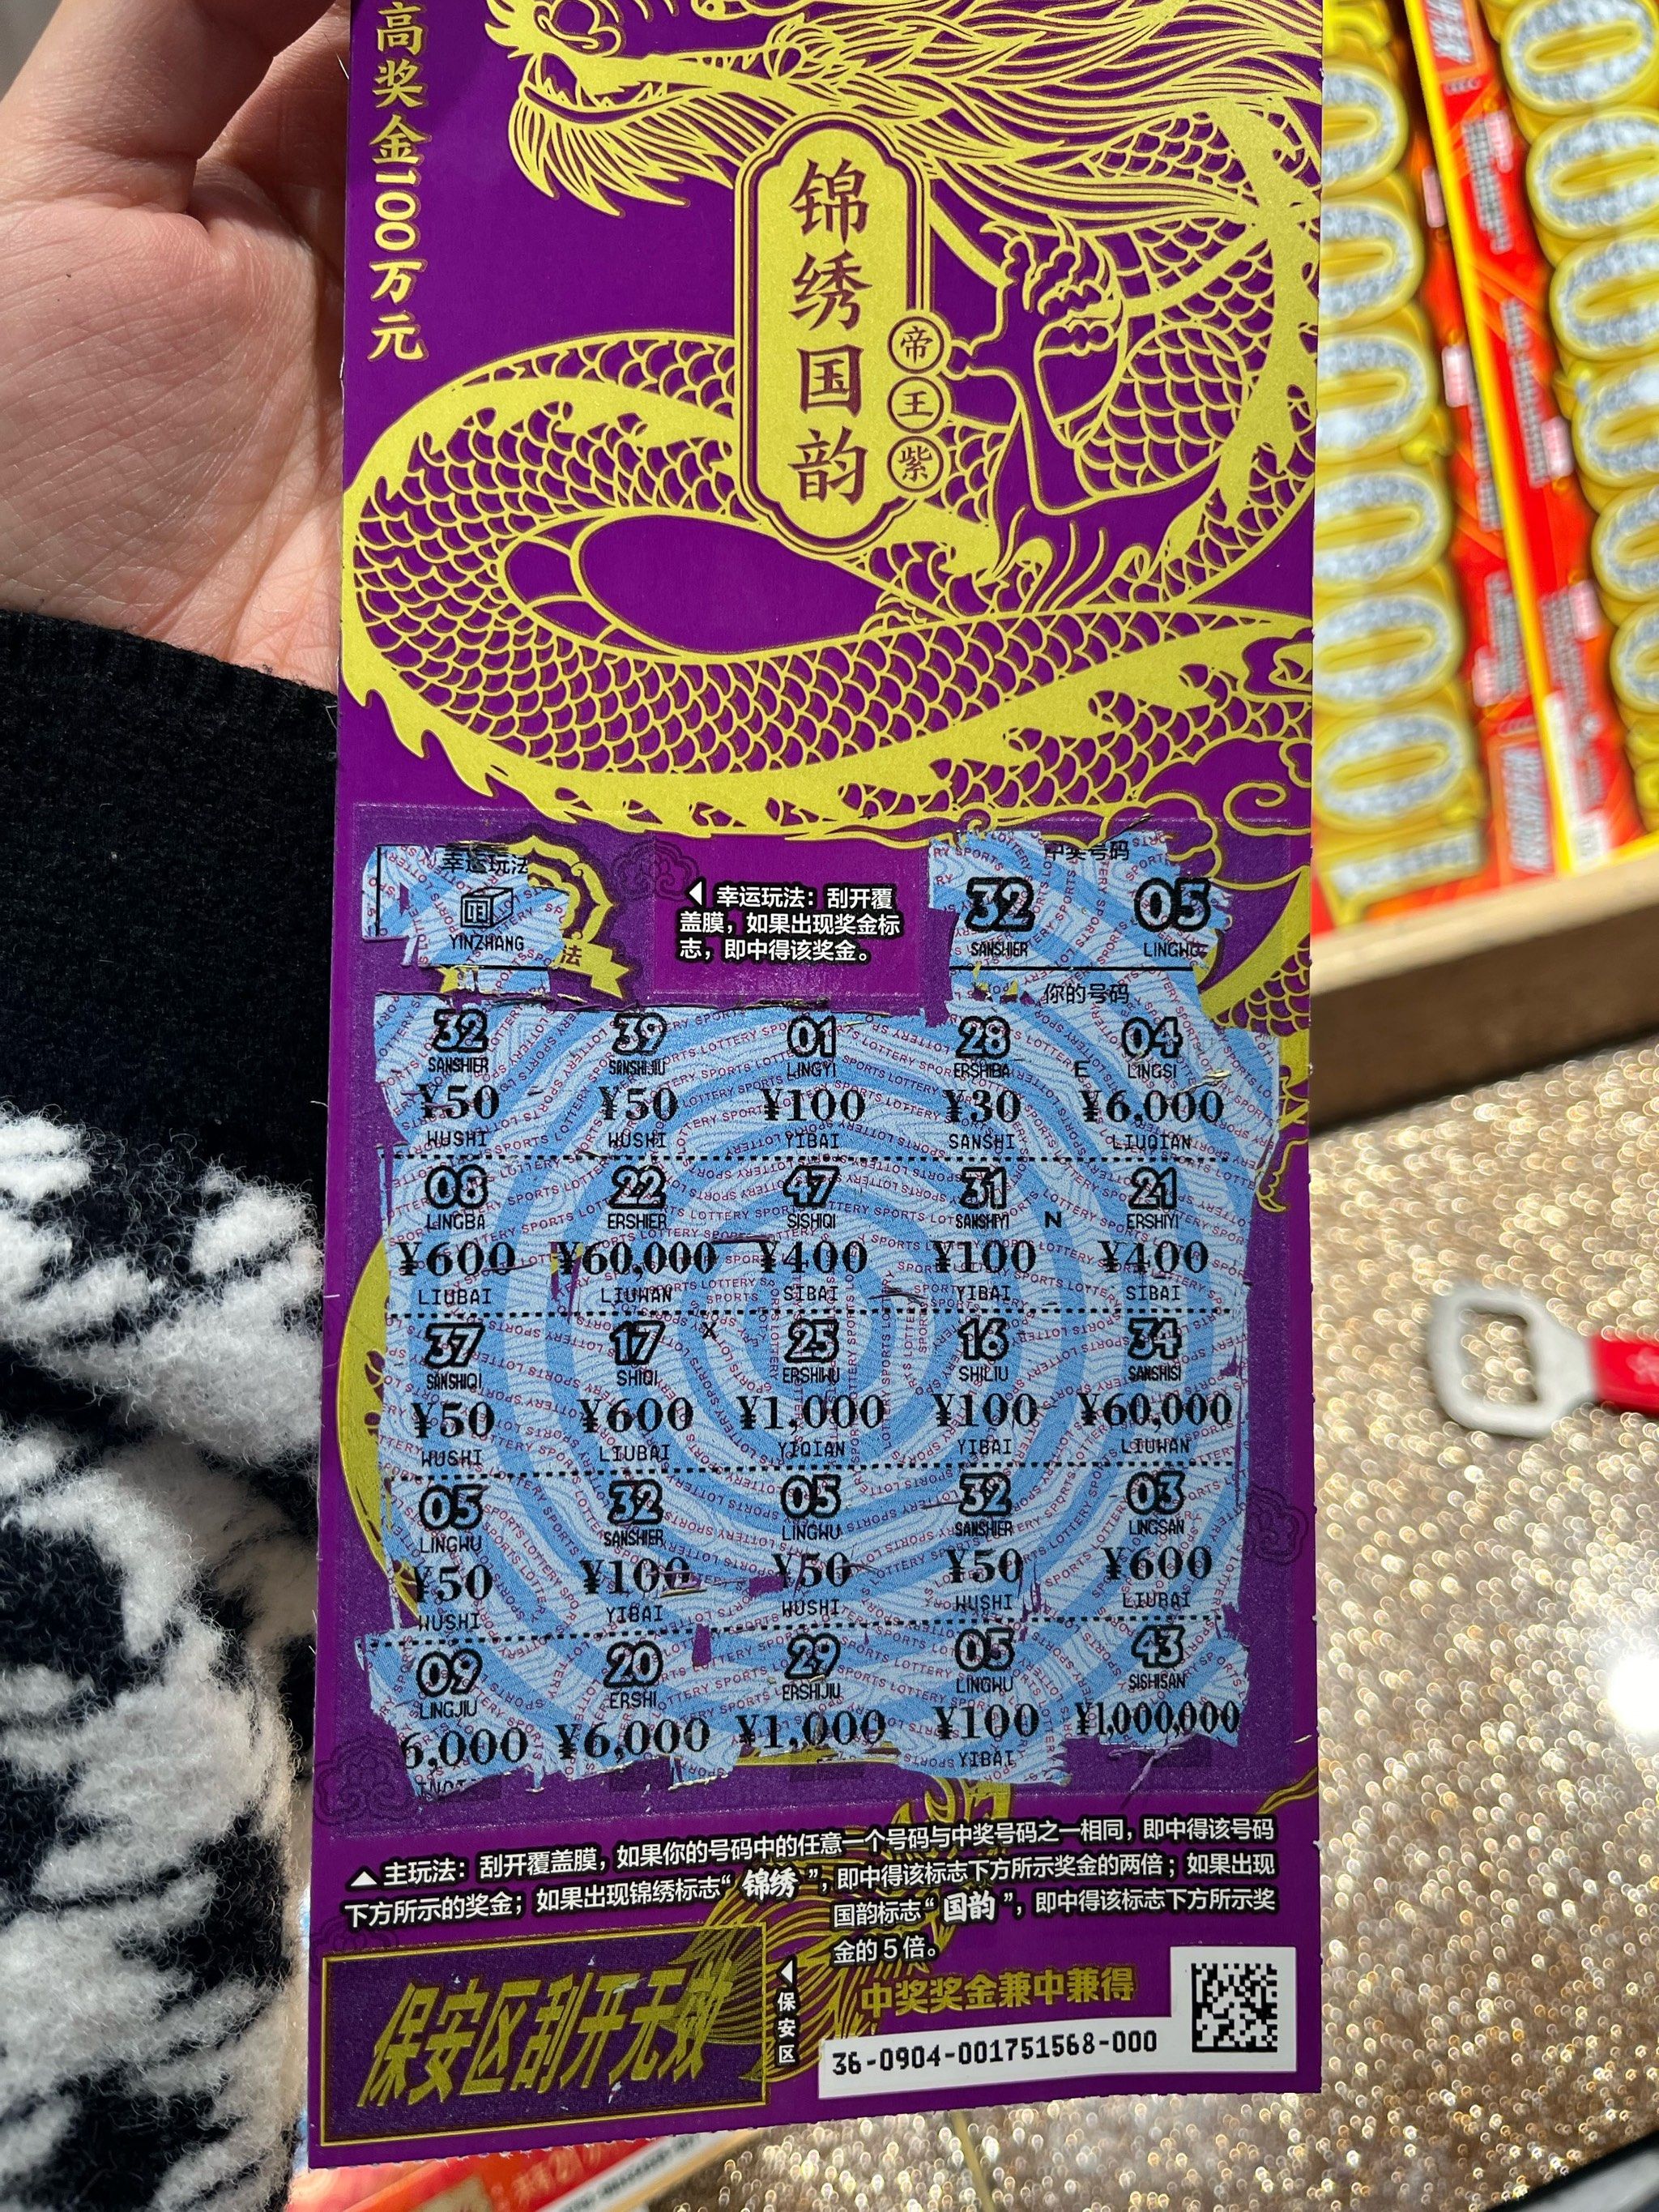 高奖金100万元
锦绣国韵
帝王紫
幸运玩法
YINZHANG
法
幸运玩法：刮开覆
盖膜，如果出现奖金标
志，即中得该奖金。
中奖号码
32 05
SANSHIER LINGWU
你的号码
32 39 01 28 04
SANSHIER SANSHIJIU LINGYI ERSHIBA E LINGSI
¥50 ¥50 ¥100 ¥30 ¥6,000
WUSHI WUSHI YIBAI SANSHI LIUQIAN
08 22 47 31 21
LINGBA ERSHIER SISHIQI SANSHIYI N ERSHIYI
¥600 ¥60,000 ¥400 ¥100 ¥400
LIUBAI LIUWAN SIBAI YIBAI SIBAI
37 17 X 25 16 34
SANSHIQI SHIQI ERSHIWU SHILIU SANSHISI
¥50 ¥600 ¥1,000 ¥100 ¥60,000
WUSHI LIUBAI YIQIAN YIBAI LIUWAN
05 32 05 32 03
LINGWU SANSHIER LINGWU SANSHIER LINGSAN
¥50 ¥100 ¥50 ¥50 ¥600
WUSHI YIBAI WUSHI WUSHI LIUBAI
09 20 29 05 43
LINGJIU ERSHI ERSHIJIU LINGWU SISHISAN
6,000 ¥6,000 ¥1,000 ¥100 ¥1,000,000
YIBAI
主玩法：刮开覆盖膜，如果你的号码中的任意一个号码与中奖号码之一相同，即中得该号码
下方所示的奖金；如果出现锦绣标志“锦绣”，即中得该标志下方所示奖金的两倍；如果出现
国韵标志“国韵”，即中得该标志下方所示奖
金的5倍。
保安区刮开无效
保安区
中奖奖金兼中兼得
36-0904-001751568-000